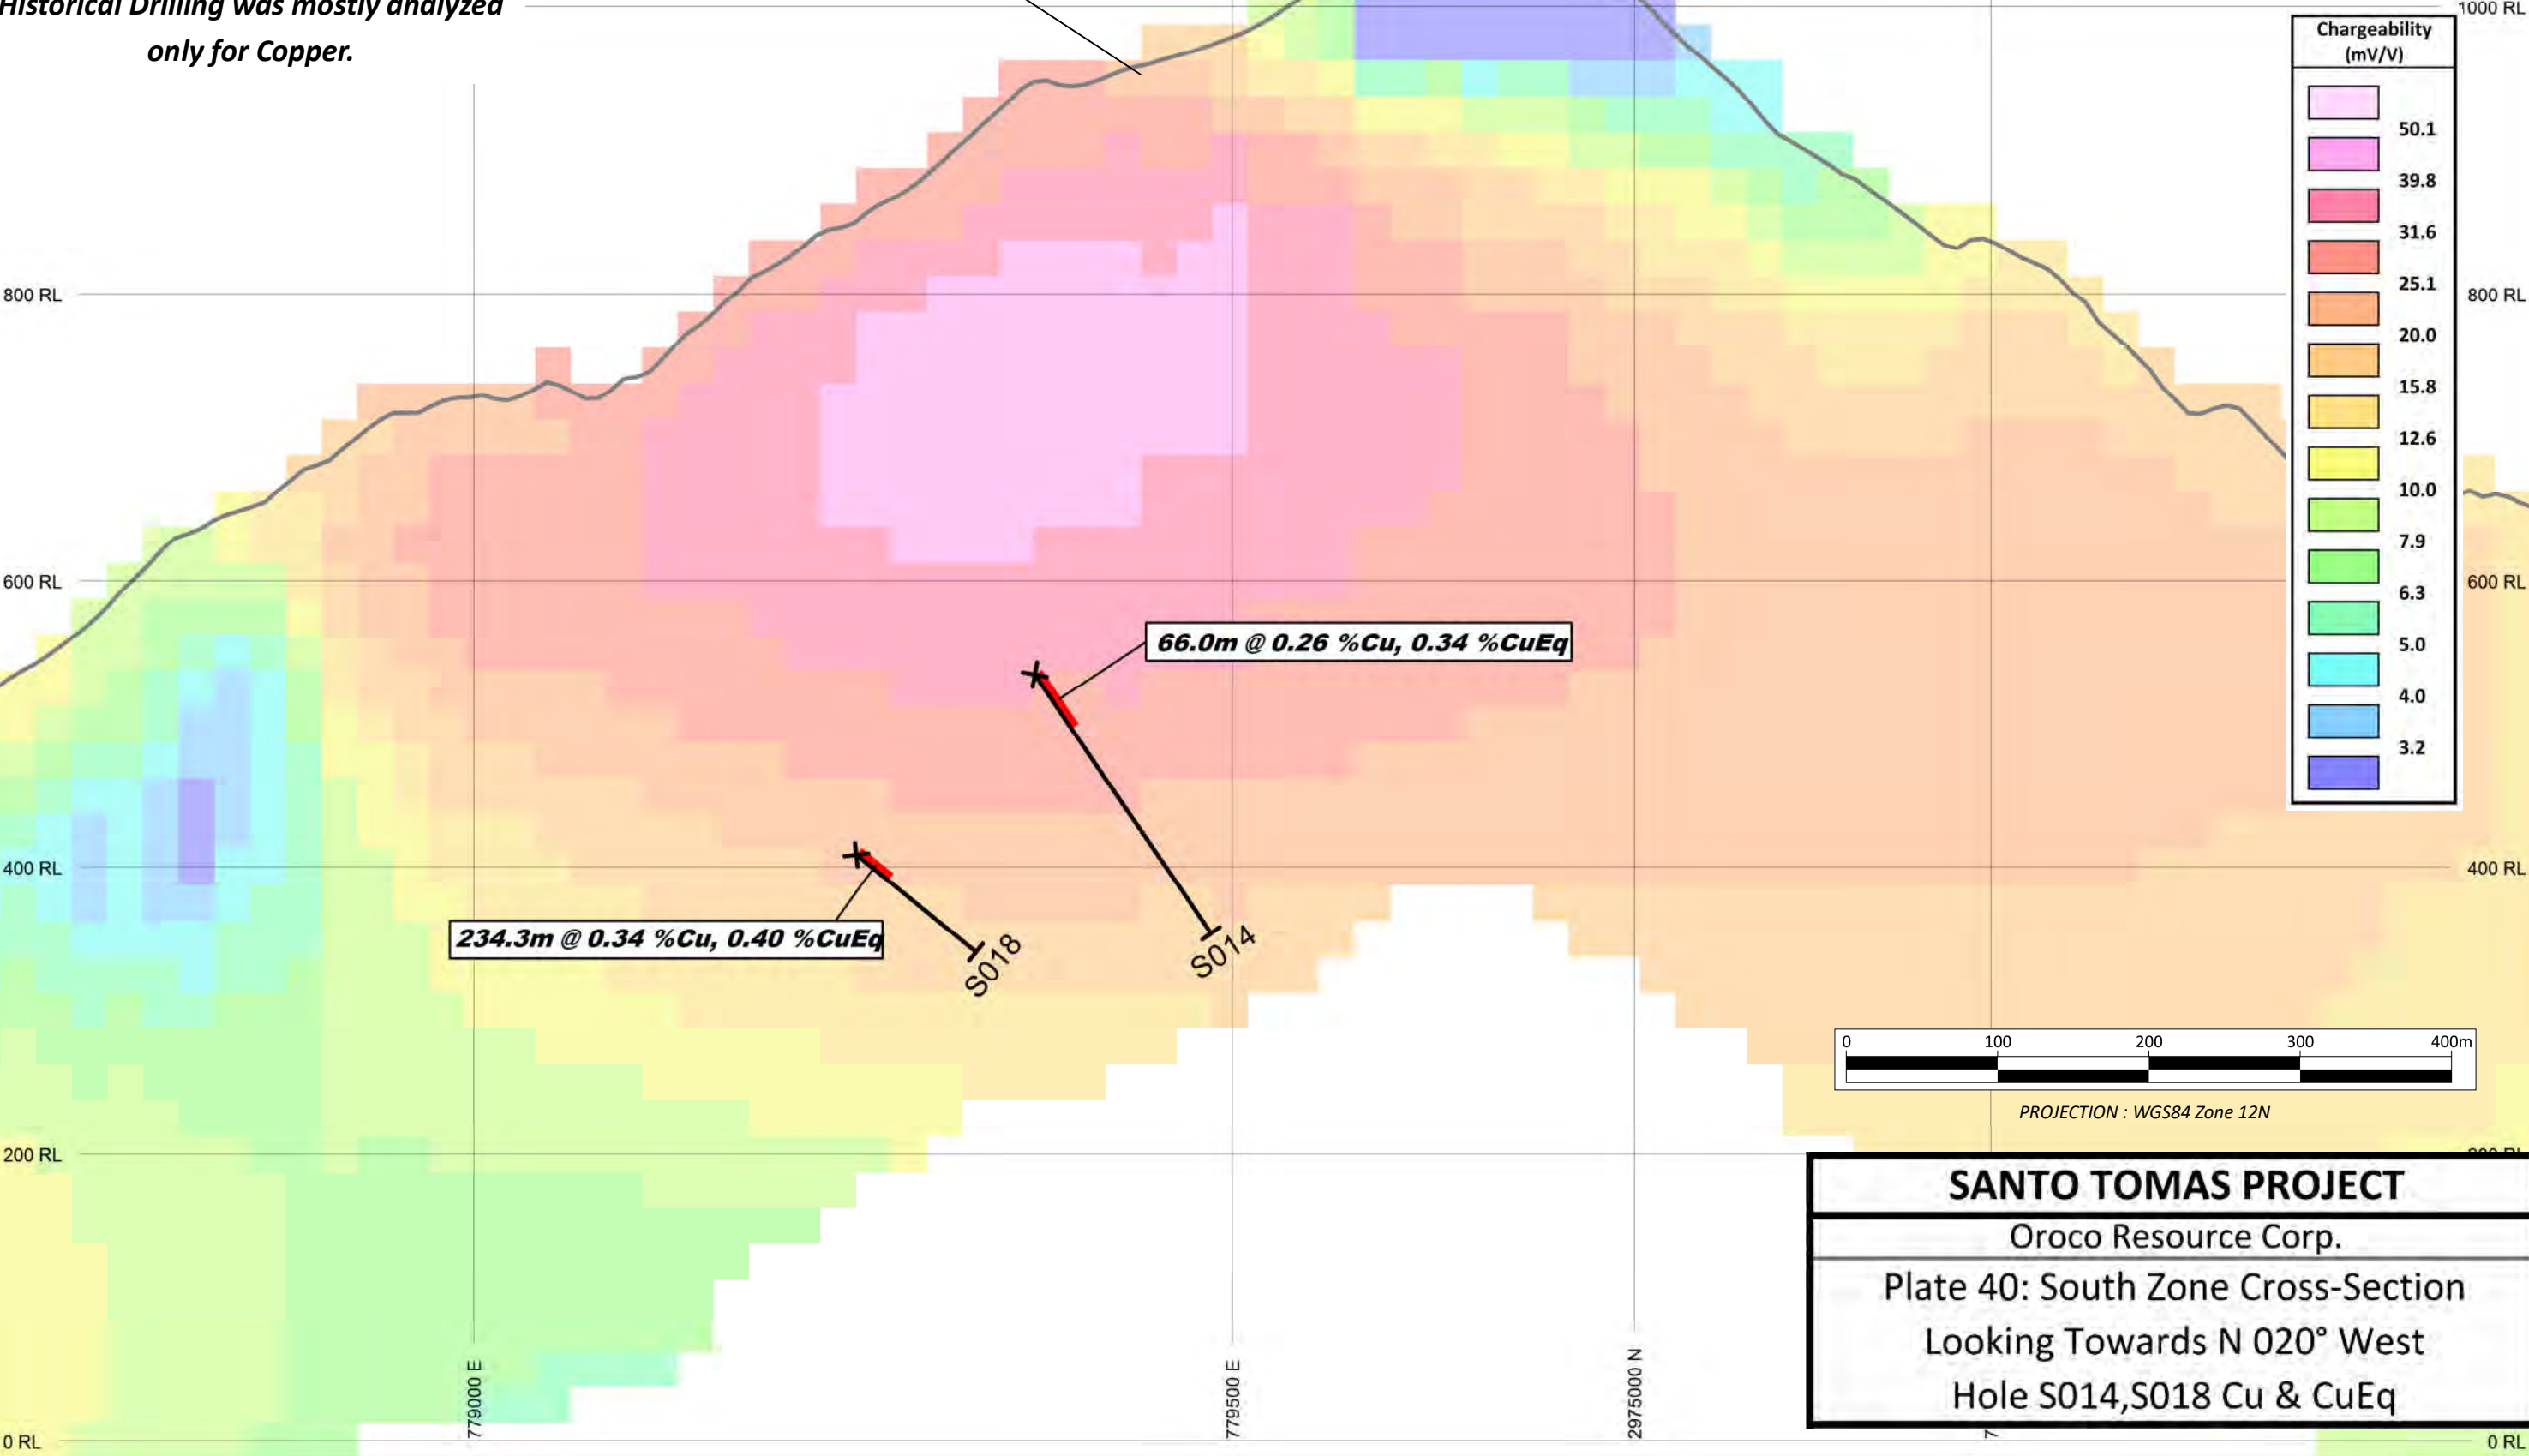 Historical Drilling was mostly analyzed
only for Copper.
1000 RL
Chargeability
(mV/V)
50.1
39.8
31.6
25.1
20.0
15.8
12.6
10.0
7.9
6.3
5.0
4.0
3.2
800 RL
800 RL
600 RL
600 RL
66.0m @ 0.26 %Cu, 0.34 %CuEq
400 RL
400 RL
234.3m @ 0.34 %Cu, 0.40 %CuEq
S018
S014
0 100 200 300 400m
PROJECTION : WGS84 Zone 12N
200 RL
SANTO TOMAS PROJECT
Oroco Resource Corp.
Plate 40: South Zone Cross-Section
Looking Towards N 020° West
Hole S014,S018 Cu & CuEq
779000 E
779500 E
2975000 N
7
0 RL
0 RL